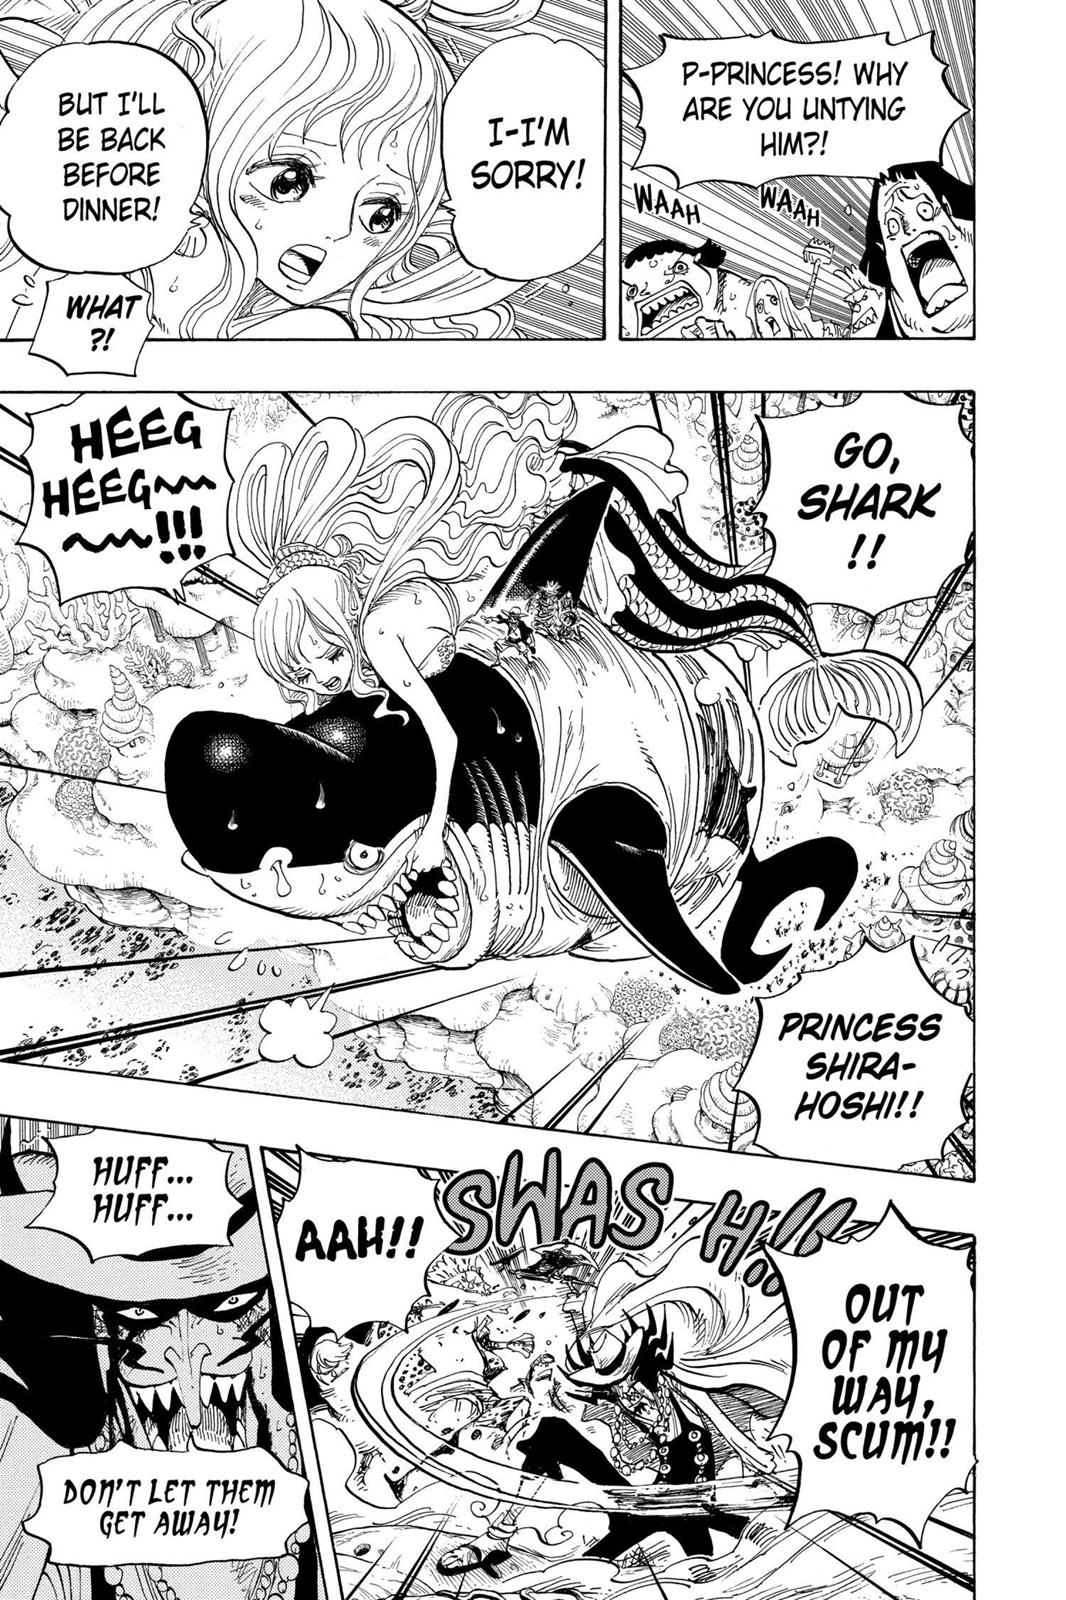 P-PRINCESS! WHY
ARE YOU UNTYING
HIM?!
WAAH
WAAH
I-I'M
SORRY!
BUT I'LL
BE BACK
BEFORE
DINNER!
WHAT
?!
GO,
SHARK
!!
HEEG
HEEG~~
~~!!!
PRINCESS
SHIRA-
HOSHI!!
OUT
OF MY
WAY,
SCUM!!
SWAS
H
AAH!!
HUFF...
HUFF...
DON'T LET THEM
GET AWAY!